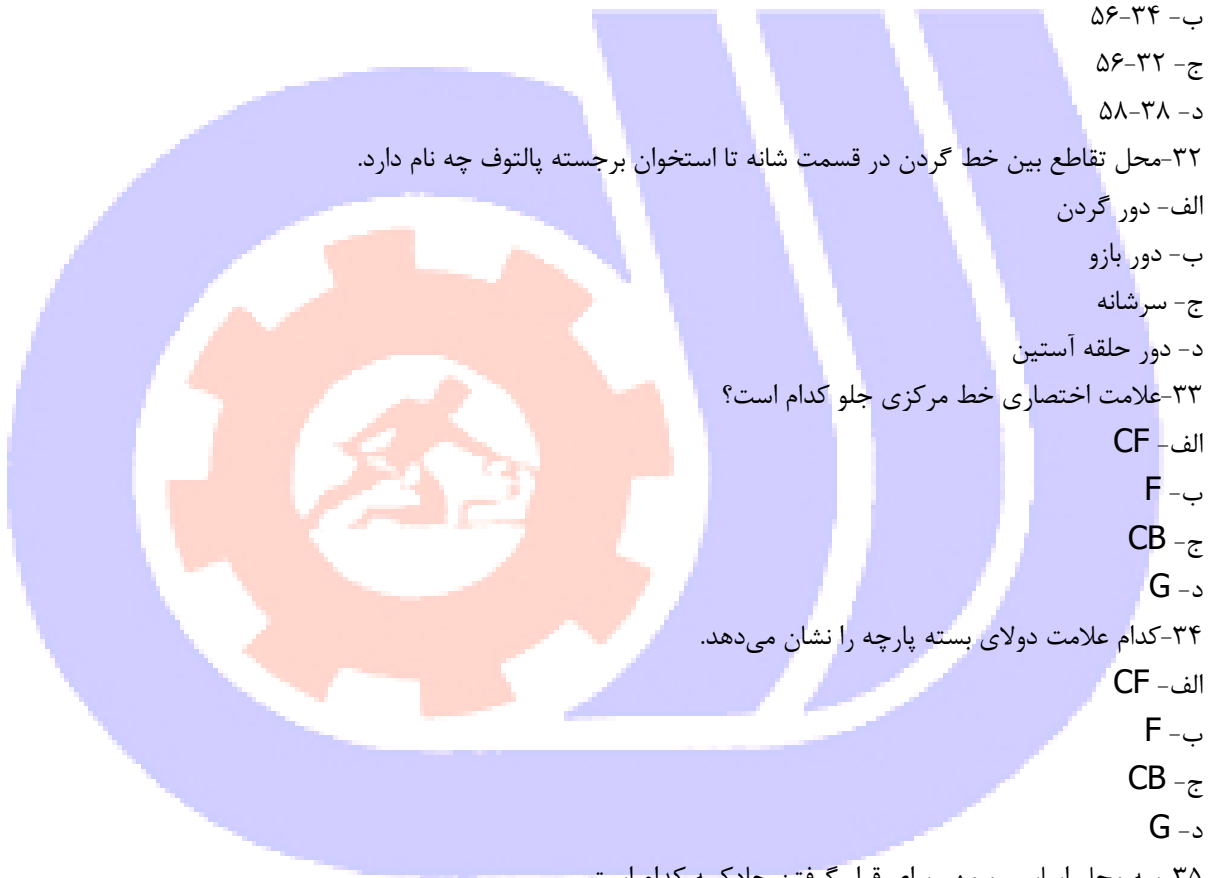 ب- ۳۴-۵۶
ج- ۳۲-۵۶
د- ۳۸-۵۸
۳۲-محل تقاطع بین خط گردن در قسمت شانه تا استخوان برجسته پالتوف چه نام دارد.
الف- دور گردن
ب- دور بازو
ج- سرشانه
د- دور حلقه آستین
۳۳-علامت اختصاری خط مرکزی جلو کدام است؟
الف- CF
ب- F
ج- CB
د- G
۳۴-کدام علامت دولای بسته پارچه را نشان می‌دهد.
الف- CF
ب- F
ج- CB
د- G